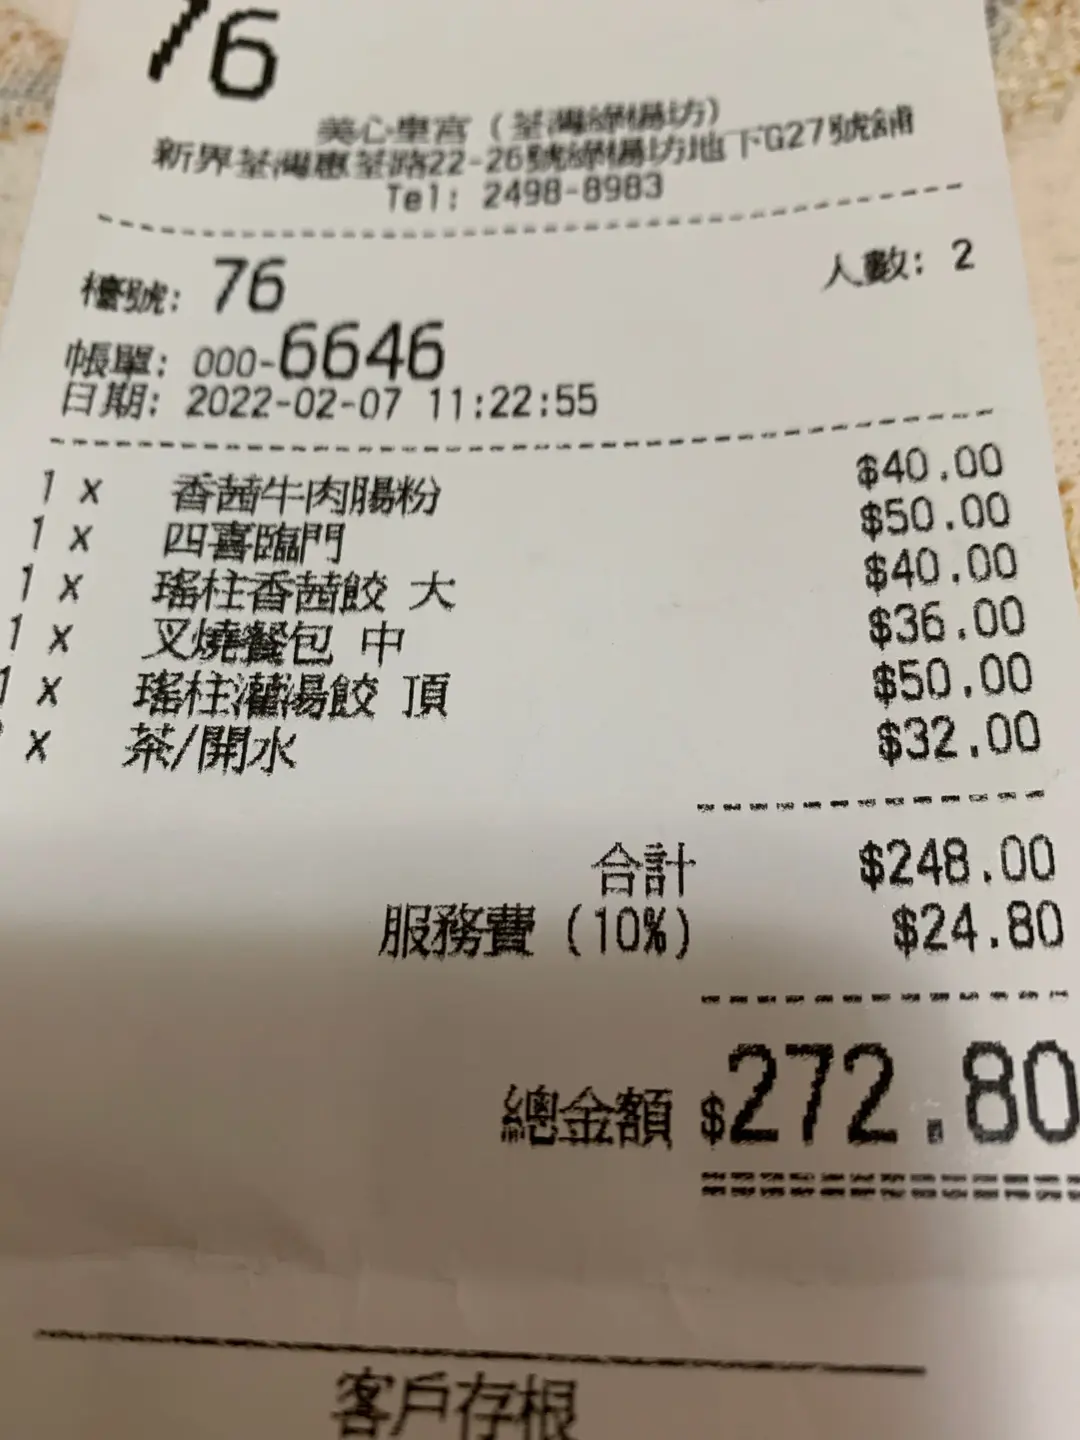 76
美心皇宮（荃灣綠楊坊）
新界荃灣惠荃路22-26號綠楊坊地下G27號舖
Tel: 2498-8983
檯號: 76 人數: 2
帳單: 000-6646
日期: 2022-02-07 11:22:55
1 x 香茜牛肉腸粉 $40.00
1 x 四喜臨門 $50.00
1 x 瑤柱香茜餃 大 $40.00
1 x 叉燒餐包 中 $36.00
1 x 瑤柱灌湯餃 頂 $50.00
x 茶/開水 $32.00
合計 $248.00
服務費 (10%) $24.80
總金額 $272.80
客戶存根